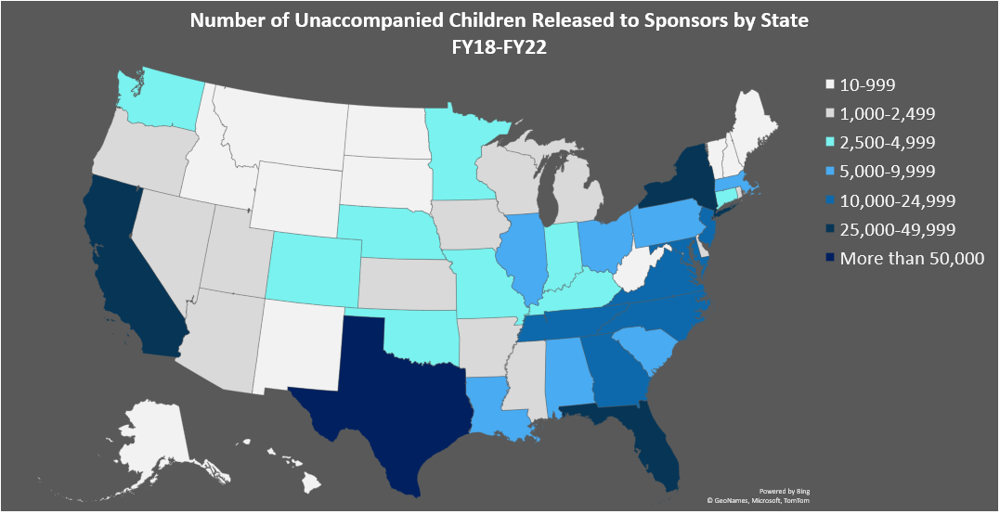 Number of Unaccompanied Children Released to Sponsors by State
FY18-FY22
10-999
1,000-2,499
2,500-4,999
5,000-9,999
10,000-24,999
25,000-49,999
More than 50,000
Powered by Bing
© GeoNames, Microsoft, TomTom